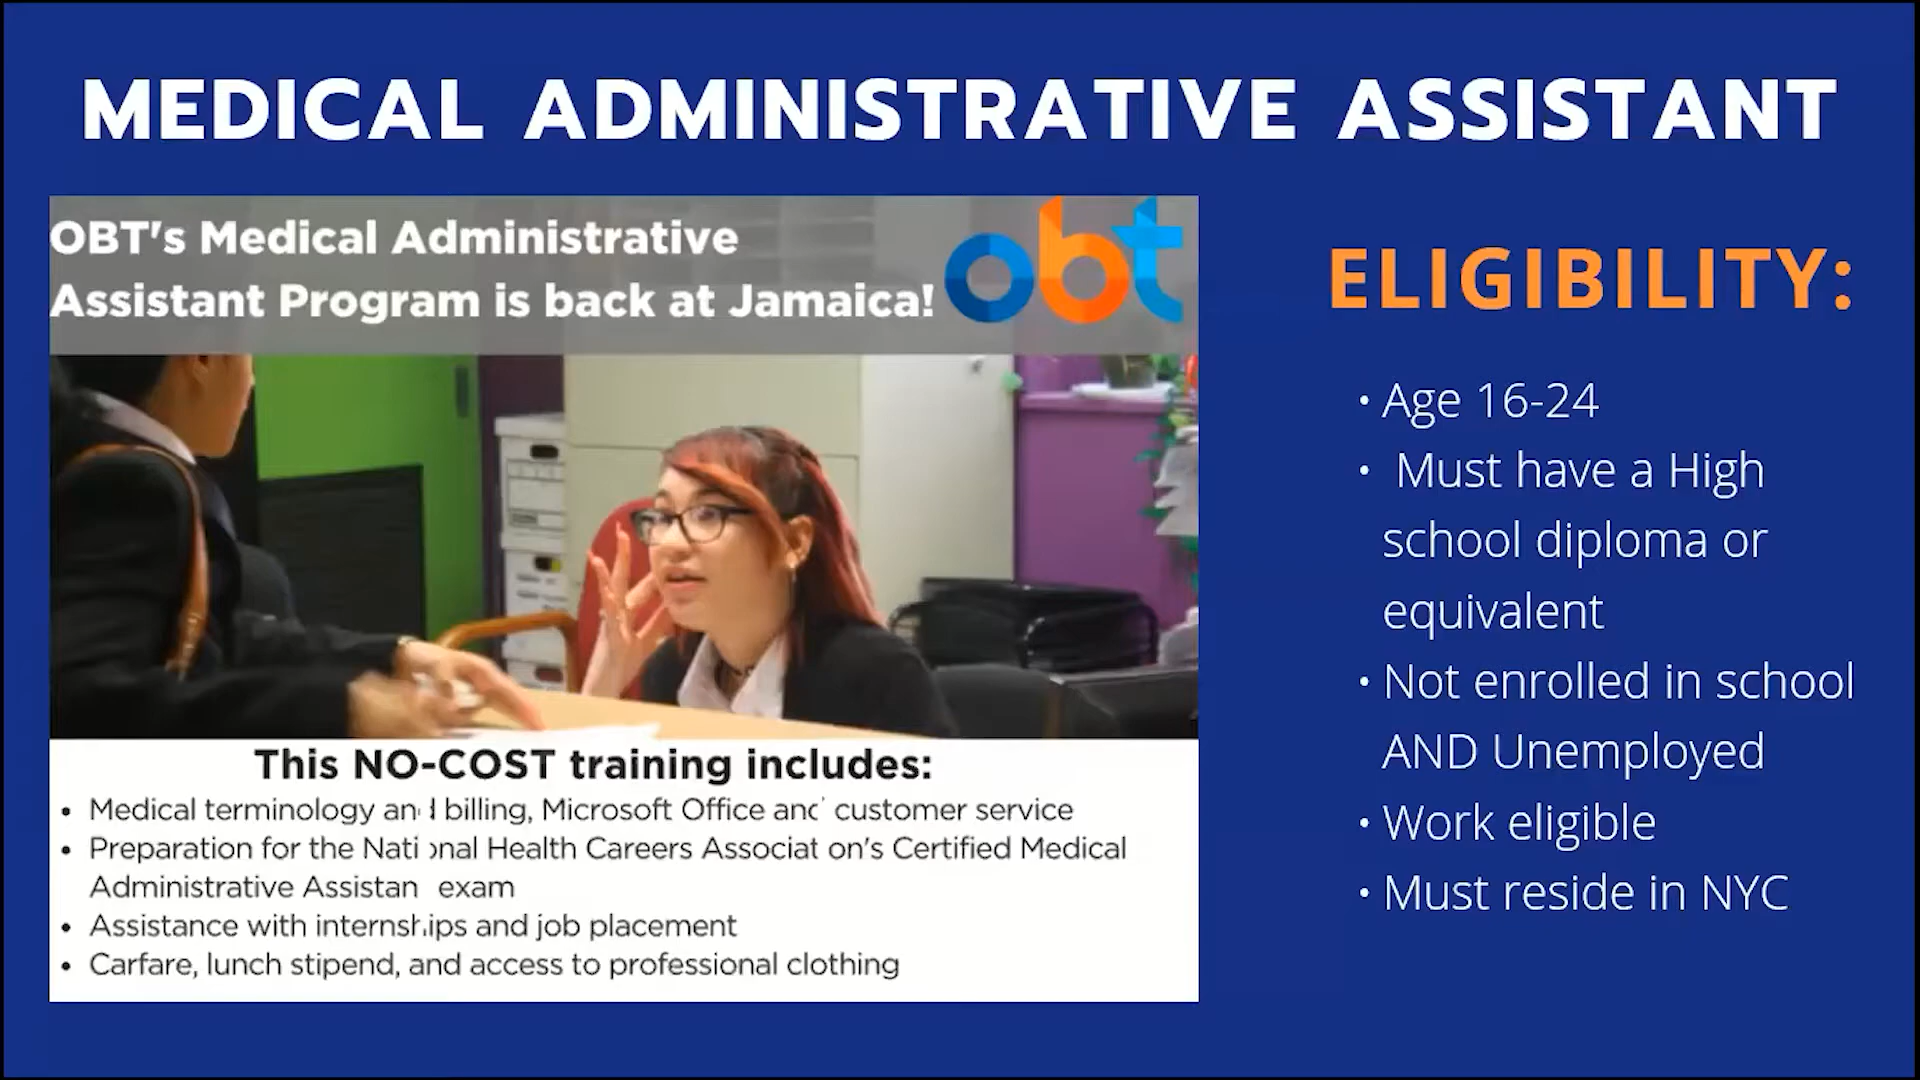 MEDICAL ADMINISTRATIVE ASSISTANT
OBT's Medical Administrative
Assistant Program is back at Jamaica!
obt
This NO-COST training includes:
• Medical terminology and billing, Microsoft Office and customer service
• Preparation for the National Health Careers Association's Certified Medical
Administrative Assistant exam
• Assistance with internships and job placement
• Carfare, lunch stipend, and access to professional clothing
ELIGIBILITY:
• Age 16-24
• Must have a High
school diploma or
equivalent
• Not enrolled in school
AND Unemployed
• Work eligible
• Must reside in NYC